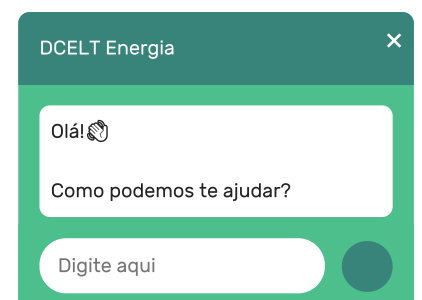 DCELT Energia
Olá!👋
Como podemos te ajudar?
Digite aqui